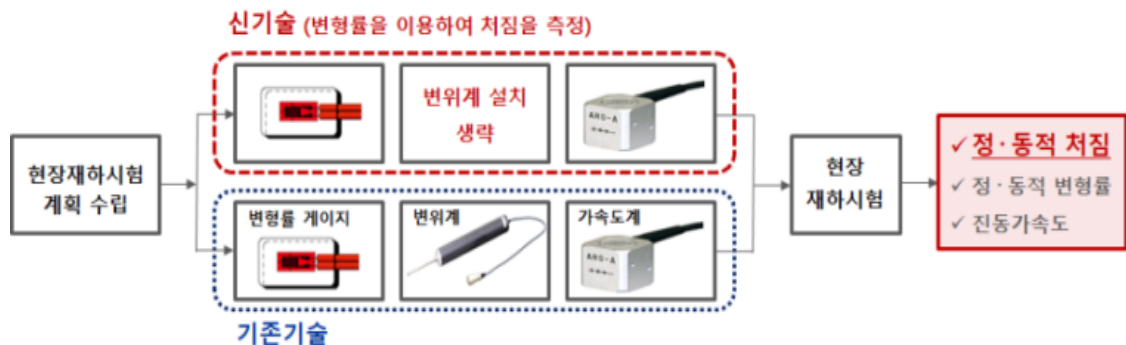 신기술 (변형률을 이용하여 처짐을 측정)
변위계 설치
생략
ARG-A
현장재하시험
계획 수립
변형률 게이지
변위계
가속도계
ARG-A
기존기술
현장
재하시험
✓ 정·동적 처짐
✓ 정·동적 변형률
✓ 진동가속도